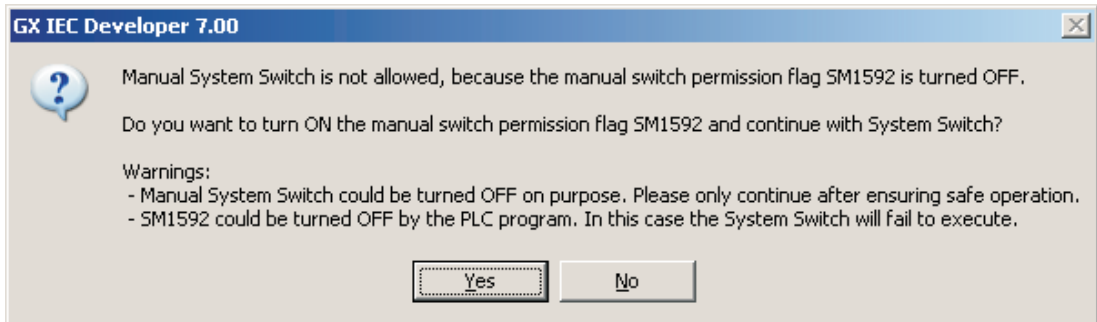 GX IEC Developer 7.00
Manual System Switch is not allowed, because the manual switch permission flag SM1592 is turned OFF.
Do you want to turn ON the manual switch permission flag SM1592 and continue with System Switch?
Warnings:
- Manual System Switch could be turned OFF on purpose. Please only continue after ensuring safe operation.
- SM1592 could be turned OFF by the PLC program. In this case the System Switch will fail to execute.
Yes No